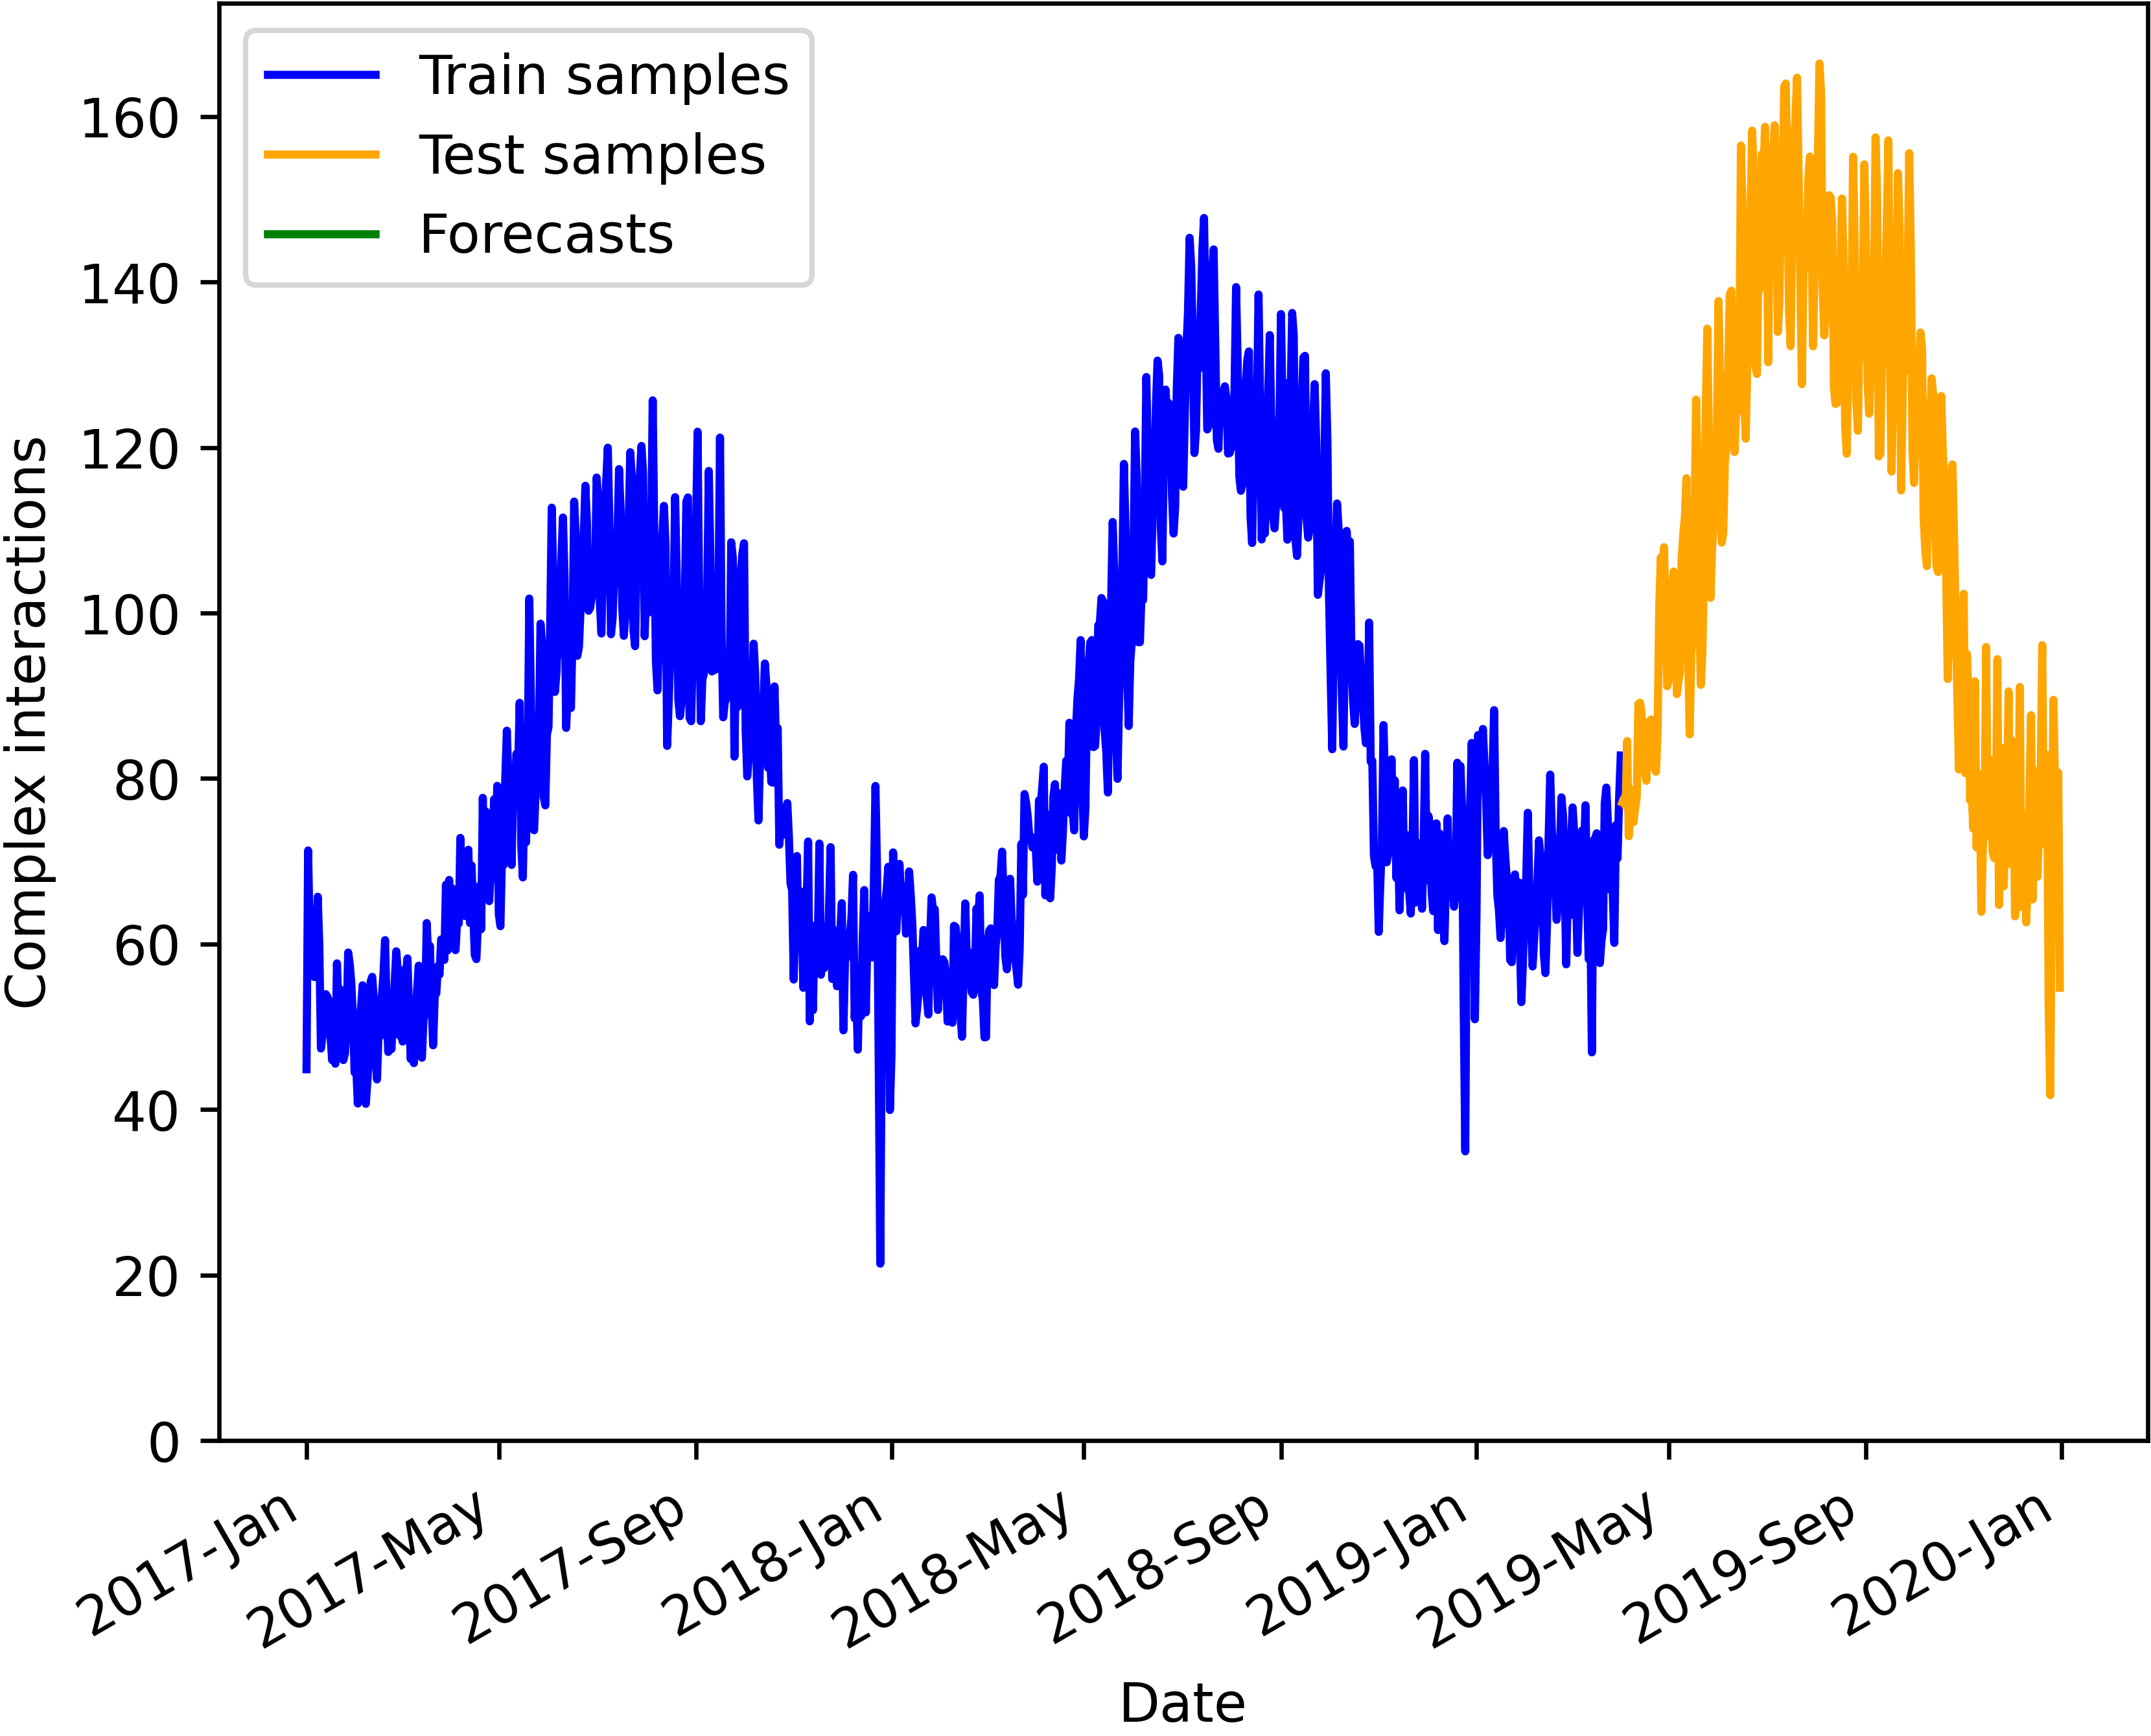 Train samples
Test samples
Forecasts
160
140
120
100
80
60
40
20
0
Complex interactions
2017-Jan
2017-May
2017-Sep
2018-Jan
2018-May
2018-Sep
2019-Jan
2019-May
2019-Sep
2020-Jan
Date